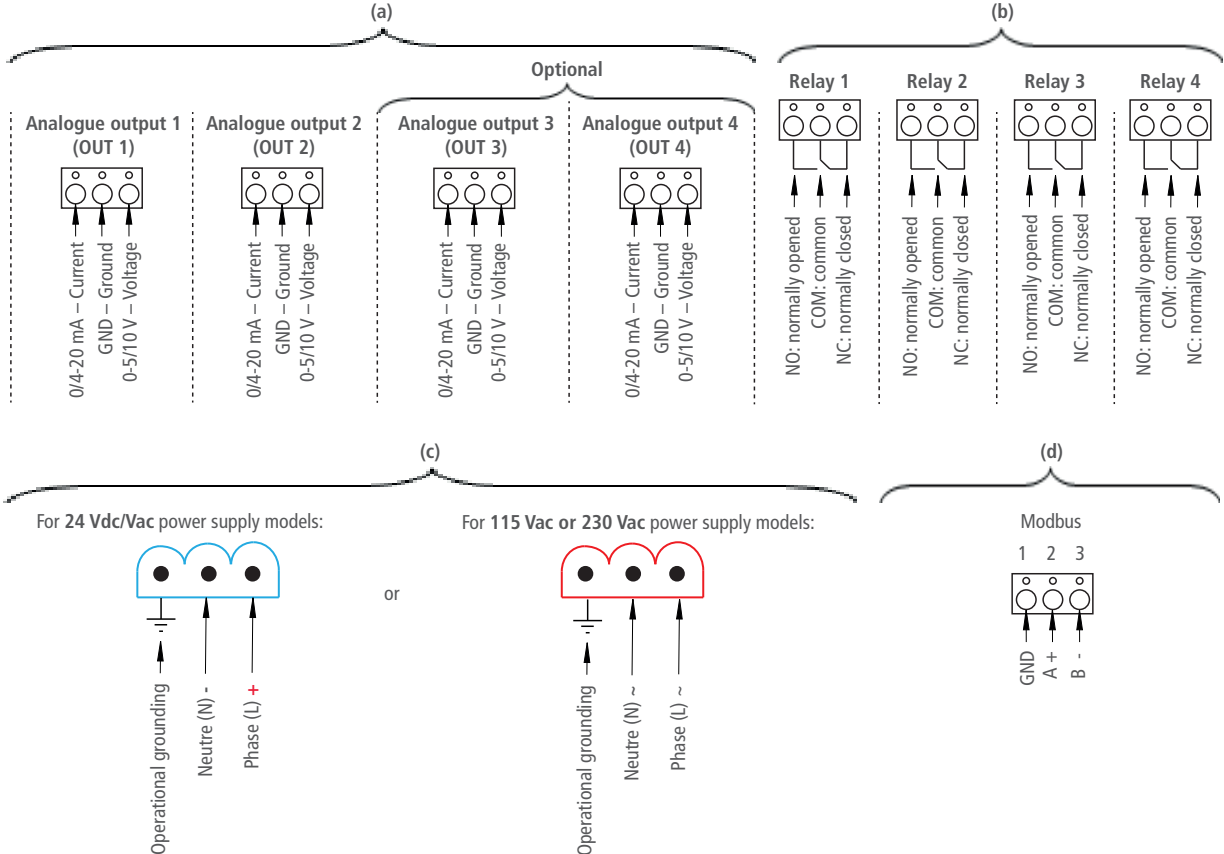 (a)
(b)
Optional
Relay 1
Relay 2
Relay 3
Relay 4
Analogue output 1
(OUT 1)
Analogue output 2
(OUT 2)
Analogue output 3
(OUT 3)
Analogue output 4
(OUT 4)
0/4-20 mA – Current
GND – Ground
0-5/10 V – Voltage
0/4-20 mA – Current
GND – Ground
0-5/10 V – Voltage
0/4-20 mA – Current
GND – Ground
0-5/10 V – Voltage
0/4-20 mA – Current
GND – Ground
0-5/10 V – Voltage
NO: normally opened
COM: common
NC: normally closed
NO: normally opened
COM: common
NC: normally closed
NO: normally opened
COM: common
NC: normally closed
NO: normally opened
COM: common
NC: normally closed
(c)
(d)
For 24 Vdc/Vac power supply models:
or
For 115 Vac or 230 Vac power supply models:
Operational grounding
Neutre (N) -
Phase (L) +
Operational grounding
Neutre (N) ~
Phase (L) ~
Modbus
1 2 3
GND
A +
B -